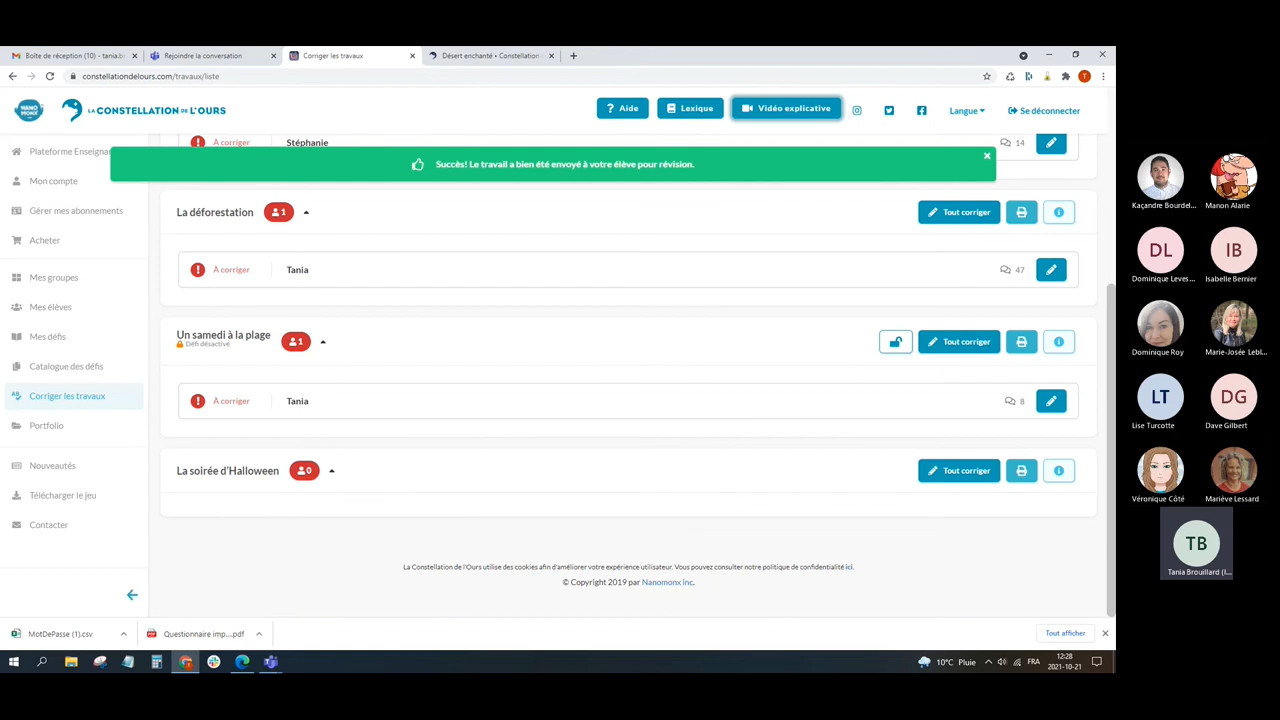 Boîte de réception (10) - tania.b
Rejoindre la conversation
Corriger les travaux
Désert enchanté • Constellation
constellationdelours.com/travaux/liste
T
NANO MONX
LA CONSTELLATION DE L'OURS
? Aide
Lexique
Vidéo explicative
Langue
Se déconnecter
Plateforme Enseignan
Mon compte
Gérer mes abonnements
Acheter
Mes groupes
Mes élèves
Mes défis
Catalogue des défis
Corriger les travaux
Portfolio
Nouveautés
Télécharger le jeu
Contacter
À corriger
Stéphanie
14
Succès! Le travail a bien été envoyé à votre élève pour révision.
La déforestation
1
Tout corriger
À corriger
Tania
47
Un samedi à la plage
Défi désactivé
1
Tout corriger
À corriger
Tania
8
La soirée d'Halloween
0
Tout corriger
La Constellation de l'Ours utilise des cookies afin d'améliorer votre expérience utilisateur. Vous pouvez consulter notre politique de confidentialité ici.
© Copyright 2019 par Nanomonx inc.
MotDePasse (1).csv
Questionnaire imp....pdf
Tout afficher
10°C Pluie
FRA
12:28
2021-10-21
Kaçandre Bourdel...
Manon Alarie
DL
Dominique Leves...
IB
Isabelle Bernier
Dominique Roy
Marie-Josée Lebl...
LT
Lise Turcotte
DG
Dave Gilbert
Véronique Côté
Mariève Lessard
TB
Tania Brouillard (I...